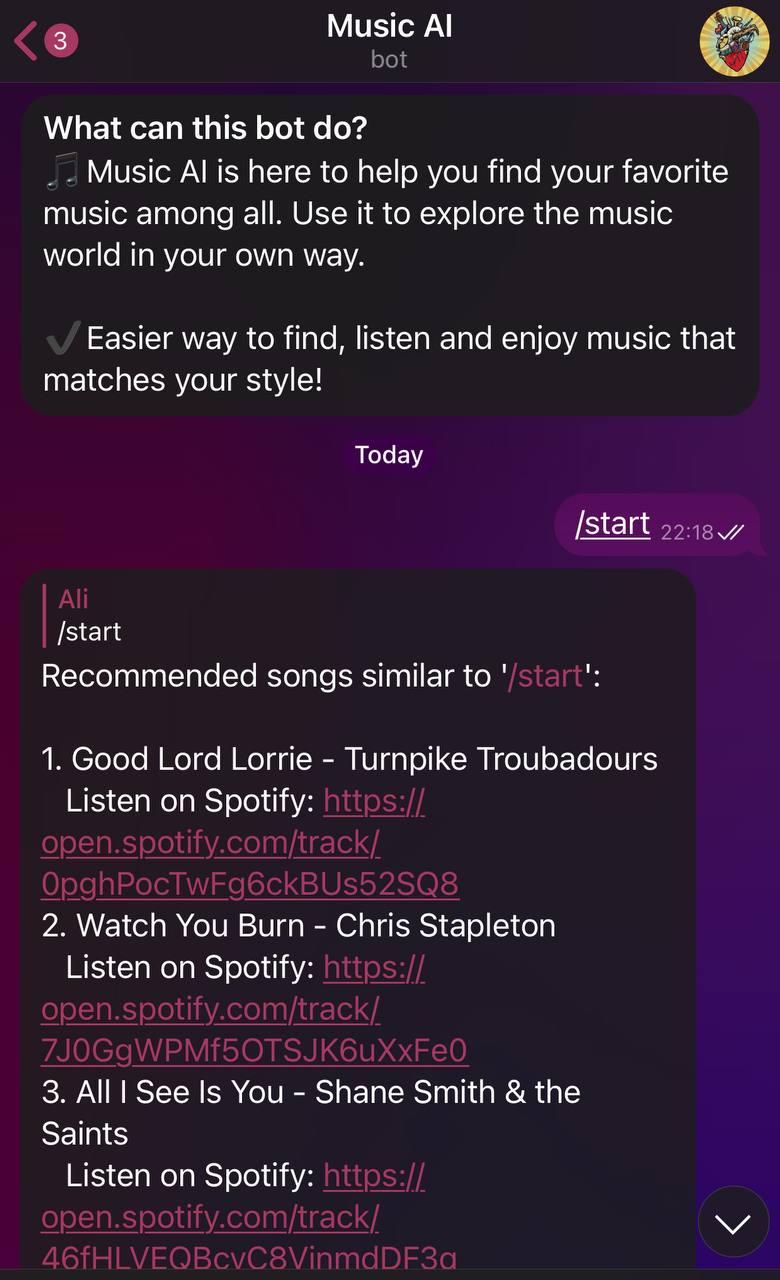 3
Music AI
bot
What can this bot do?
🎵Music AI is here to help you find your favorite
music among all. Use it to explore the music
world in your own way.
✔️Easier way to find, listen and enjoy music that
matches your style!
Today
/start 22:18
Ali
/start
Recommended songs similar to '/start':
1. Good Lord Lorrie - Turnpike Troubadours
Listen on Spotify: https://
open.spotify.com/track/
0pghPocTwFg6ckBUs52SQ8
2. Watch You Burn - Chris Stapleton
Listen on Spotify: https://
open.spotify.com/track/
7J0GgWPMf5OTSJK6uXxFe0
3. All I See Is You - Shane Smith & the
Saints
Listen on Spotify: https://
open.spotify.com/track/
46fHLVEQBcvC8VinmdDF3g